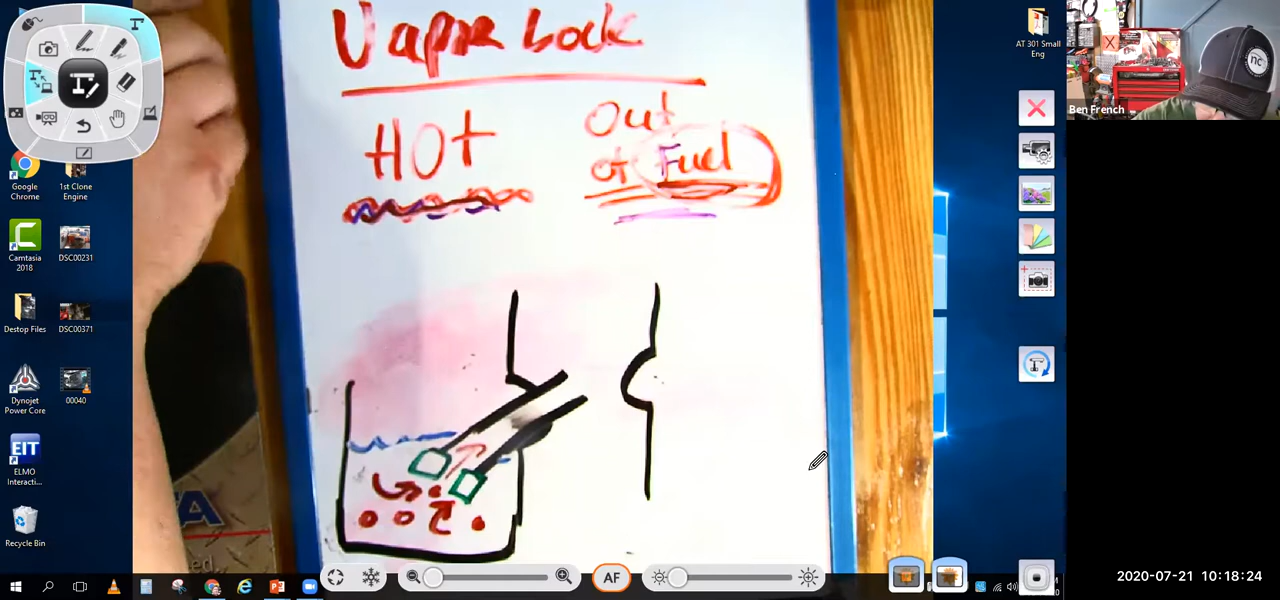 Vapor Lock
HOT
Out
of Fuel
AT 301 Small
Eng
Ben French
nc
Google
Chrome
1st Clone
Engine
Camtasia
2018
DSC00231
Destop Files
DSC00371
Dynojet
Power Core
00040
EIT
ELMO
Interacti...
Recycle Bin
AF
2020-07-21 10:18:24